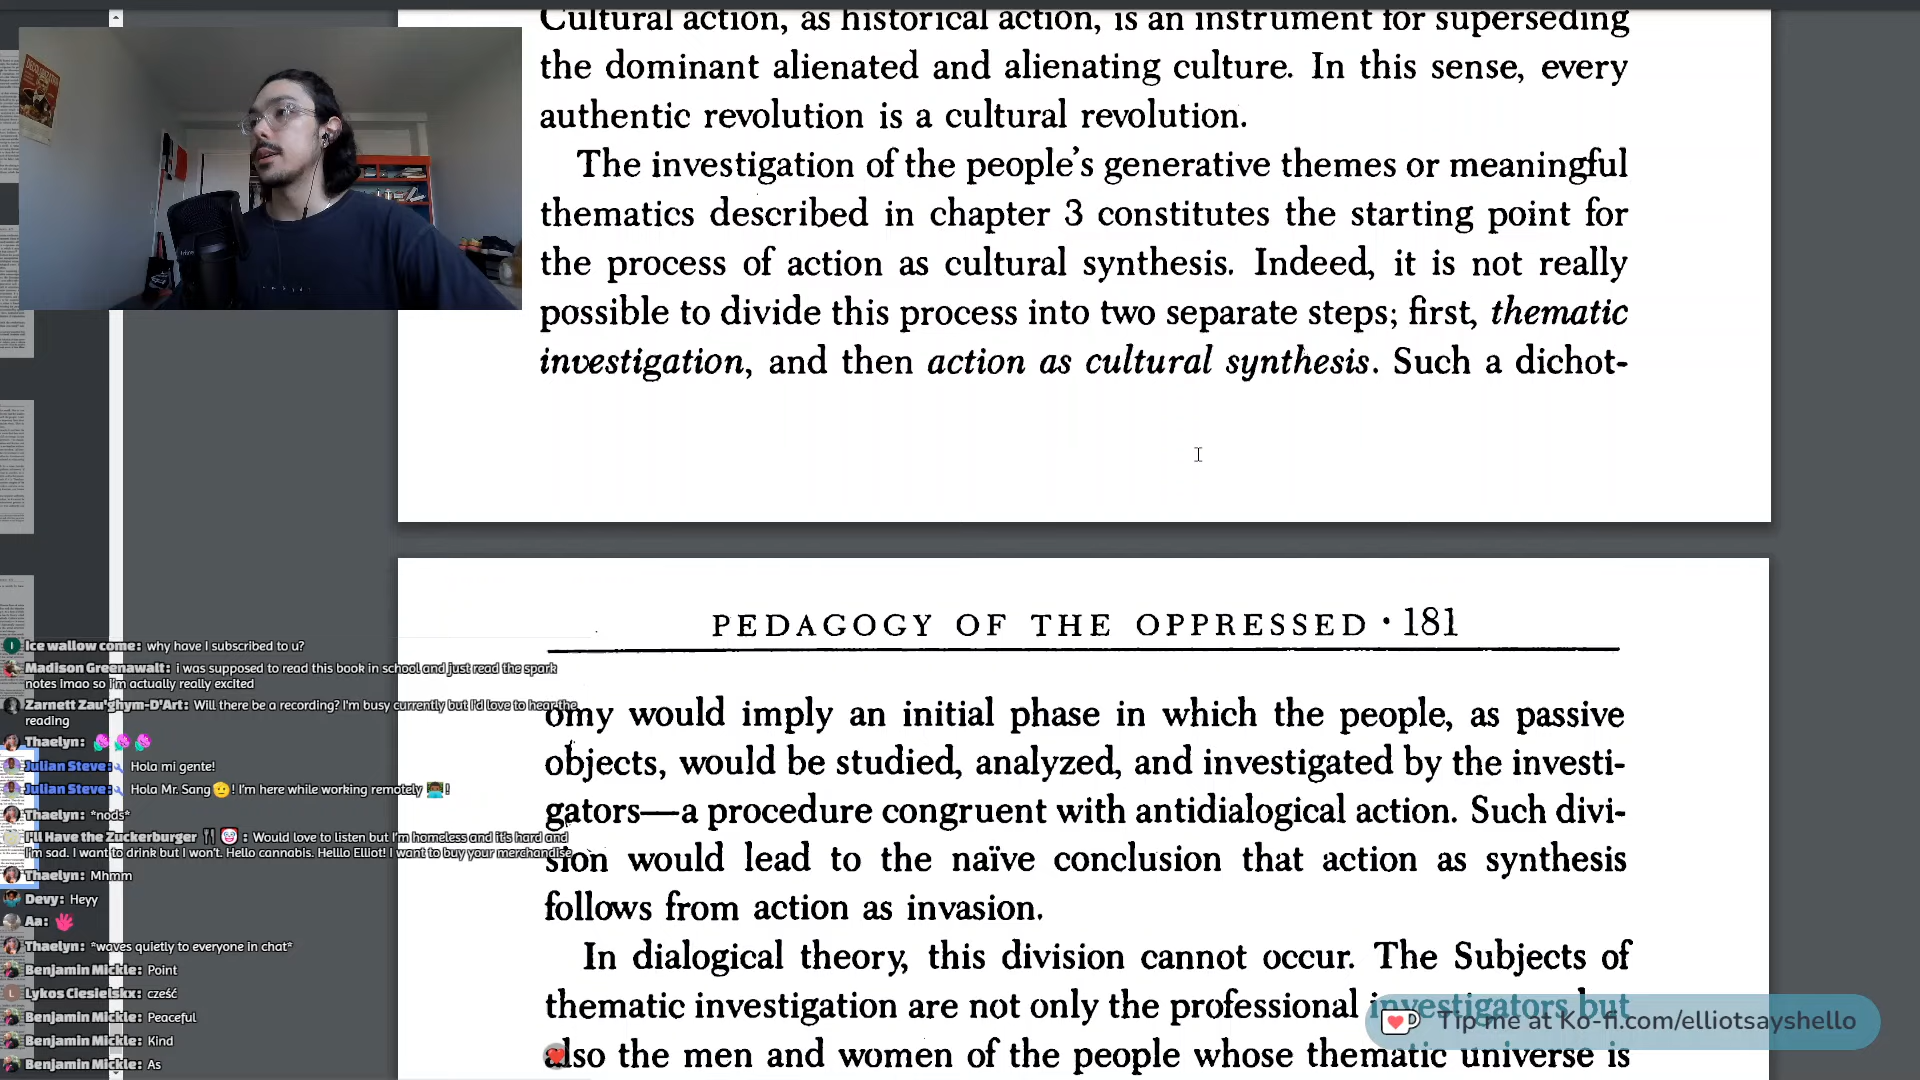 Cultural action, as historical action, is an instrument for superseding
the dominant alienated and alienating culture. In this sense, every
authentic revolution is a cultural revolution.
The investigation of the people's generative themes or meaningful
thematics described in chapter 3 constitutes the starting point for
the process of action as cultural synthesis. Indeed, it is not really
possible to divide this process into two separate steps; first, thematic
investigation, and then action as cultural synthesis. Such a dichot-
PEDAGOGY OF THE OPPRESSED · 181
omy would imply an initial phase in which the people, as passive
objects, would be studied, analyzed, and investigated by the investi-
gators—a procedure congruent with antidialogical action. Such divi-
sion would lead to the naïve conclusion that action as synthesis
follows from action as invasion.
In dialogical theory, this division cannot occur. The Subjects of
thematic investigation are not only the professional investigators but
also the men and women of the people whose thematic universe is
Ice wallow come: why have I subscribed to u?
Madison Greenawalt: i was supposed to read this book in school and just read the spark
notes lmao so I'm actually really excited
Zarnett Zau'ghym-D'Art: Will there be a recording? I'm busy currently but I'd love to hear the
reading
Thaelyn:
Julian Steve: Hola mi gente!
Julian Steve: Hola Mr. Sang🫡! I'm here while working remotely 👨🏾‍💻!
Thaelyn: *nods*
I'll Have the Zuckerburger 🍴🤡: Would love to listen but I'm homeless and it's hard and
I'm sad. I want to drink but I won't. Hello cannabis. Helllo Elliot! I want to buy your merchandise
Thaelyn: Mhmm
Devy: Heyy
Aa:
Thaelyn: *waves quietly to everyone in chat*
Benjamin Mickle: Point
Lykos Ciesielskx: cześć
Benjamin Mickle: Peaceful
Benjamin Mickle: Kind
Benjamin Mickle: As
Tip me at Ko-fi.com/elliotsayshello